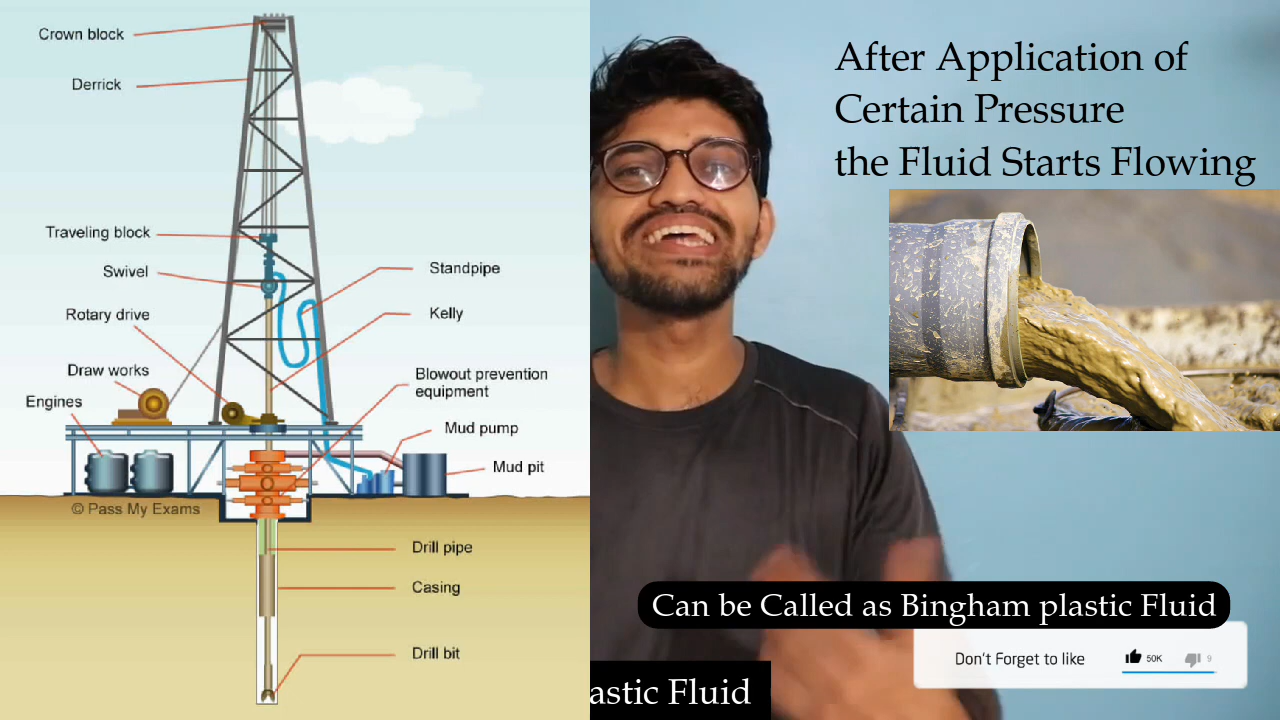 Crown block
Derrick
Traveling block
Swivel
Rotary drive
Draw works
Engines
Standpipe
Kelly
Blowout prevention
equipment
Mud pump
Mud pit
© Pass My Exams
Drill pipe
Casing
Drill bit
After Application of
Certain Pressure
the Fluid Starts Flowing
Can be Called as Bingham plastic Fluid
Don't Forget to like
50K
9
astic Fluid